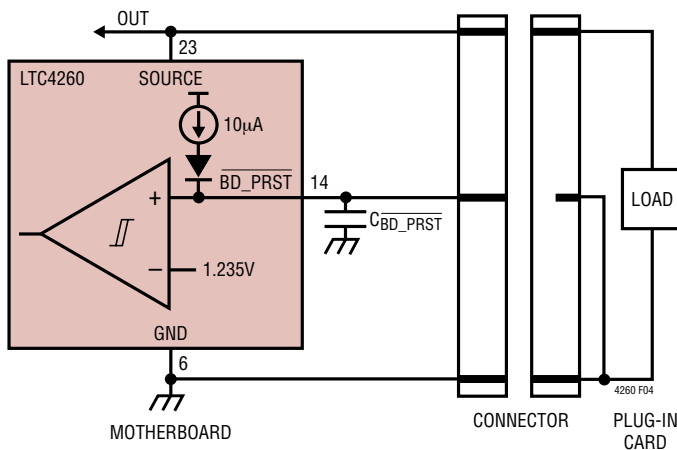 OUT
23
LTC4260
SOURCE
10µA
BD_PRST
14
+
CBD_PRST
LOAD
−
1.235V
GND
6
4260 F04
MOTHERBOARD
CONNECTOR
PLUG-IN
CARD